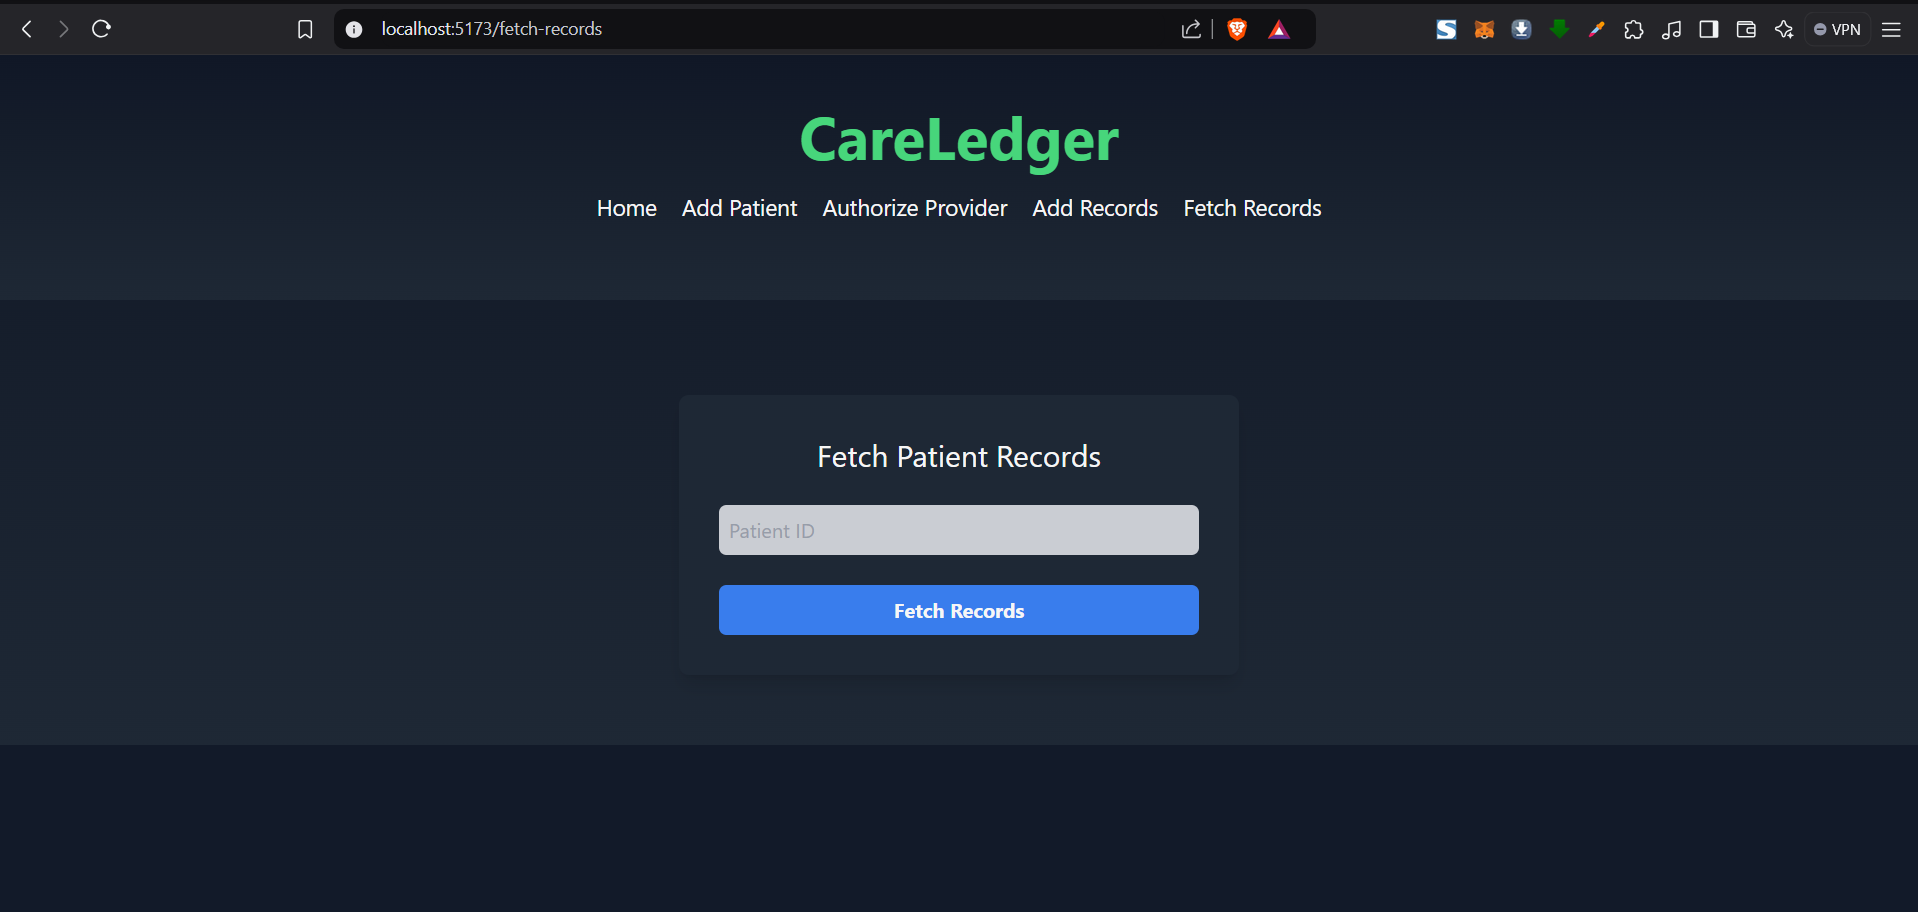 localhost:5173/fetch-records
VPN
CareLedger
Home Add Patient Authorize Provider Add Records Fetch Records
Fetch Patient Records
Patient ID
Fetch Records